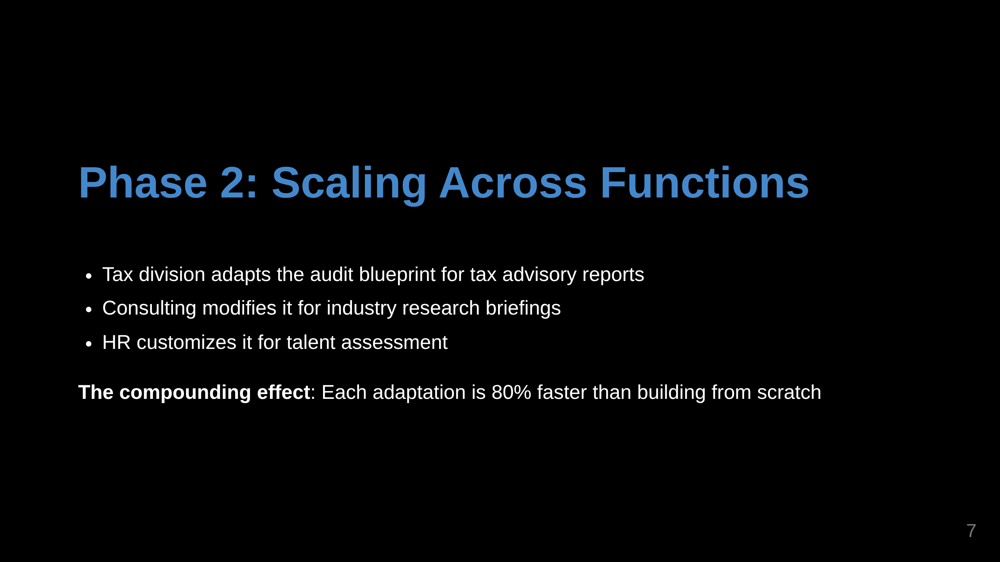 Phase 2: Scaling Across Functions
• Tax division adapts the audit blueprint for tax advisory reports
• Consulting modifies it for industry research briefings
• HR customizes it for talent assessment
The compounding effect: Each adaptation is 80% faster than building from scratch
7